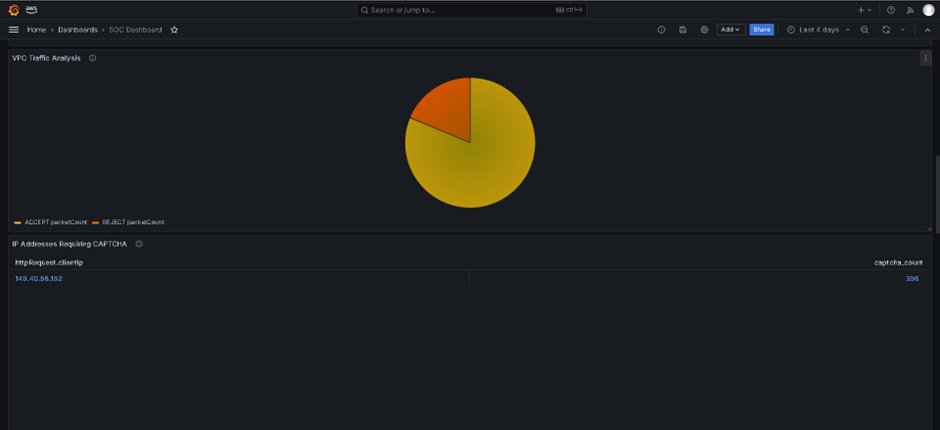 aws
Search or jump to...
ctrl+k
Home > Dashboards > SOC Dashboard
Add
Share
Last 4 days
VPC Traffic Analysis
ACCEPT packetCount
REJECT packetCount
IP Addresses Requiring CAPTCHA
httpRequest.clientIp
captcha_count
149.40.58.152
396